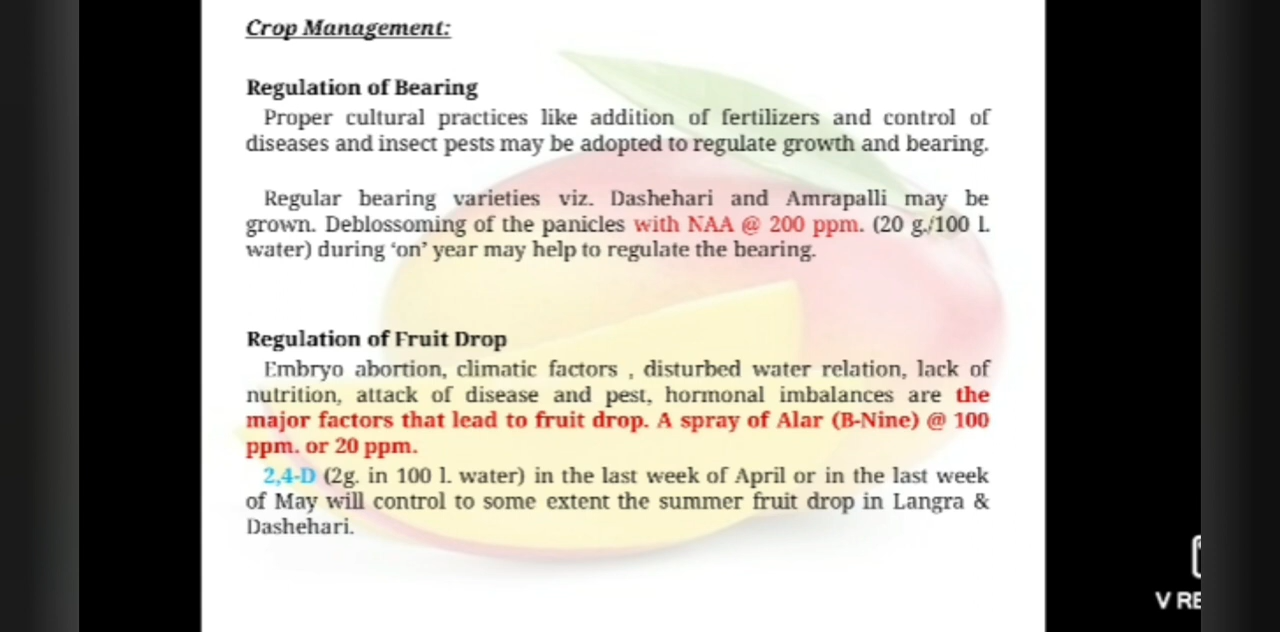 Crop Management:
Regulation of Bearing
Proper cultural practices like addition of fertilizers and control of
diseases and insect pests may be adopted to regulate growth and bearing.
Regular bearing varieties viz. Dashehari and Amrapalli may be
grown. Deblossoming of the panicles with NAA @ 200 ppm. (20 g./100 l.
water) during ‘on’ year may help to regulate the bearing.
Regulation of Fruit Drop
Embryo abortion, climatic factors , disturbed water relation, lack of
nutrition, attack of disease and pest, hormonal imbalances are the
major factors that lead to fruit drop. A spray of Alar (B-Nine) @ 100
ppm. or 20 ppm.
2,4-D (2g. in 100 l. water) in the last week of April or in the last week
of May will control to some extent the summer fruit drop in Langra &
Dashehari.
V RE